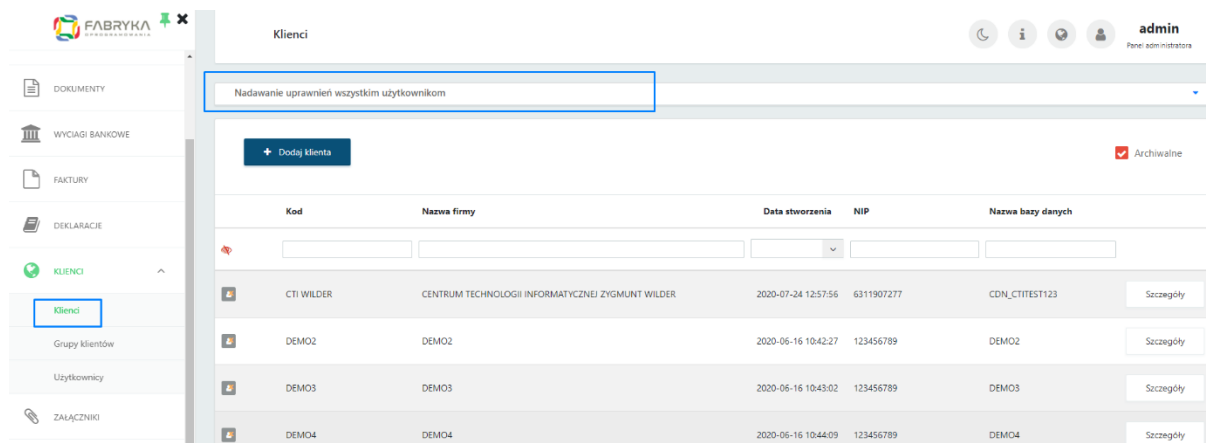 FABRYKA
OPROGRAMOWANIA
Klienci
admin
Panel administratora
DOKUMENTY
WYCIAGI BANKOWE
FAKTURY
DEKLARACJE
KLIENCI
Klienci
Grupy klientów
Użytkownicy
ZAŁĄCZNIKI
Nadawanie uprawnień wszystkim użytkownikom
+ Dodaj klienta
Archiwalne
Kod Nazwa firmy Data stworzenia NIP Nazwa bazy danych
CTI WILDER CENTRUM TECHNOLOGII INFORMATYCZNEJ ZYGMUNT WILDER 2020-07-24 12:57:56 6311907277 CDN_CTITEST123 Szczegóły
DEMO2 DEMO2 2020-06-16 10:42:27 123456789 DEMO2 Szczegóły
DEMO3 DEMO3 2020-06-16 10:43:02 123456789 DEMO3 Szczegóły
DEMO4 DEMO4 2020-06-16 10:44:09 123456789 DEMO4 Szczegóły